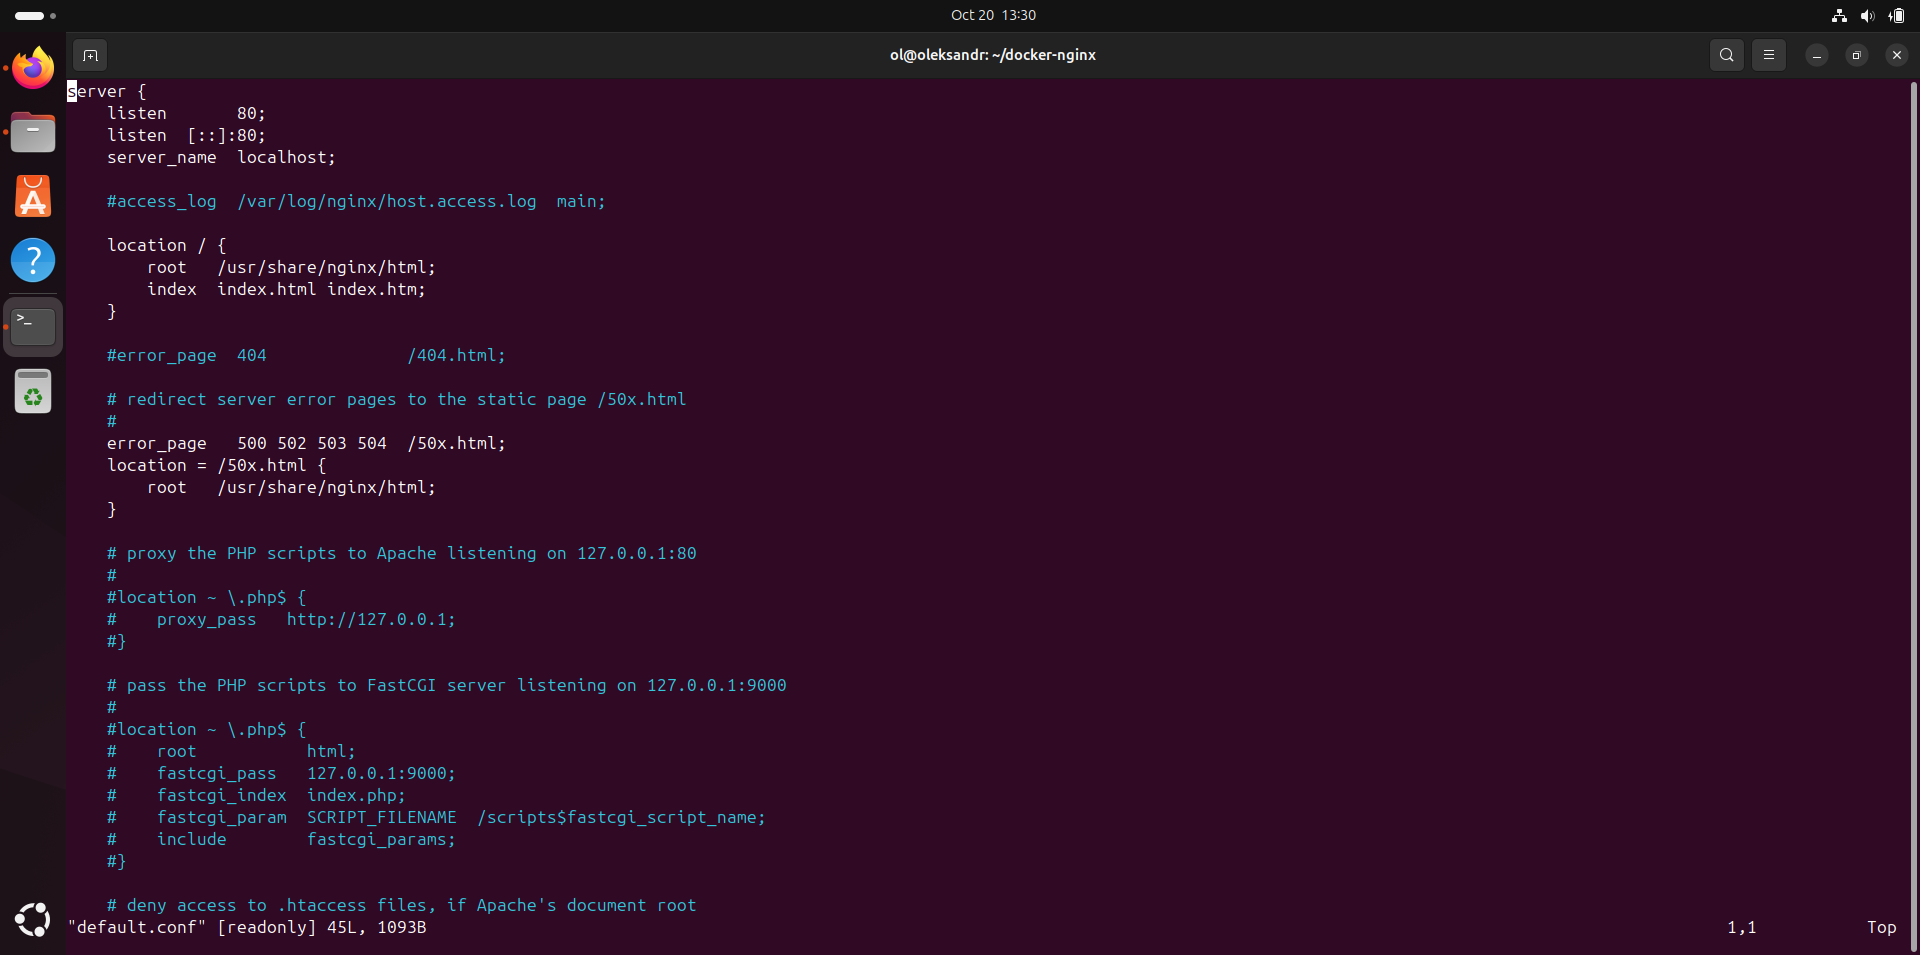 Oct 20 13:30
ol@oleksandr: ~/docker-nginx
server {
    listen       80;
    listen  [::]:80;
    server_name  localhost;

    #access_log  /var/log/nginx/host.access.log  main;

    location / {
        root   /usr/share/nginx/html;
        index  index.html index.htm;
    }

    #error_page  404              /404.html;

    # redirect server error pages to the static page /50x.html
    #
    error_page   500 502 503 504  /50x.html;
    location = /50x.html {
        root   /usr/share/nginx/html;
    }

    # proxy the PHP scripts to Apache listening on 127.0.0.1:80
    #
    #location ~ \.php$ {
    #    proxy_pass   http://127.0.0.1;
    #}

    # pass the PHP scripts to FastCGI server listening on 127.0.0.1:9000
    #
    #location ~ \.php$ {
    #    root           html;
    #    fastcgi_pass   127.0.0.1:9000;
    #    fastcgi_index  index.php;
    #    fastcgi_param  SCRIPT_FILENAME  /scripts$fastcgi_script_name;
    #    include        fastcgi_params;
    #}

    # deny access to .htaccess files, if Apache's document root
"default.conf" [readonly] 45L, 1093B 1,1 Top